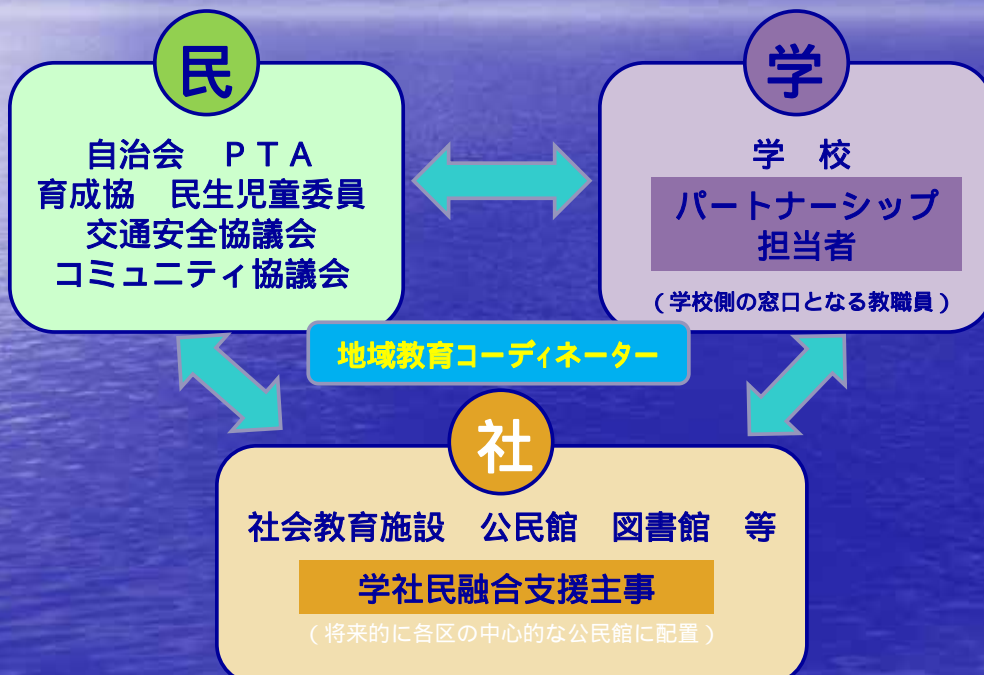 民
自治会　ＰＴＡ
育成協　民生児童委員
交通安全協議会
コミュニティ協議会
学
学　校
パートナーシップ
担当者
（学校側の窓口となる教職員）
地域教育コーディネーター
社
社会教育施設　公民館　図書館　等
学社民融合支援主事
（将来的に各区の中心的な公民館に配置）